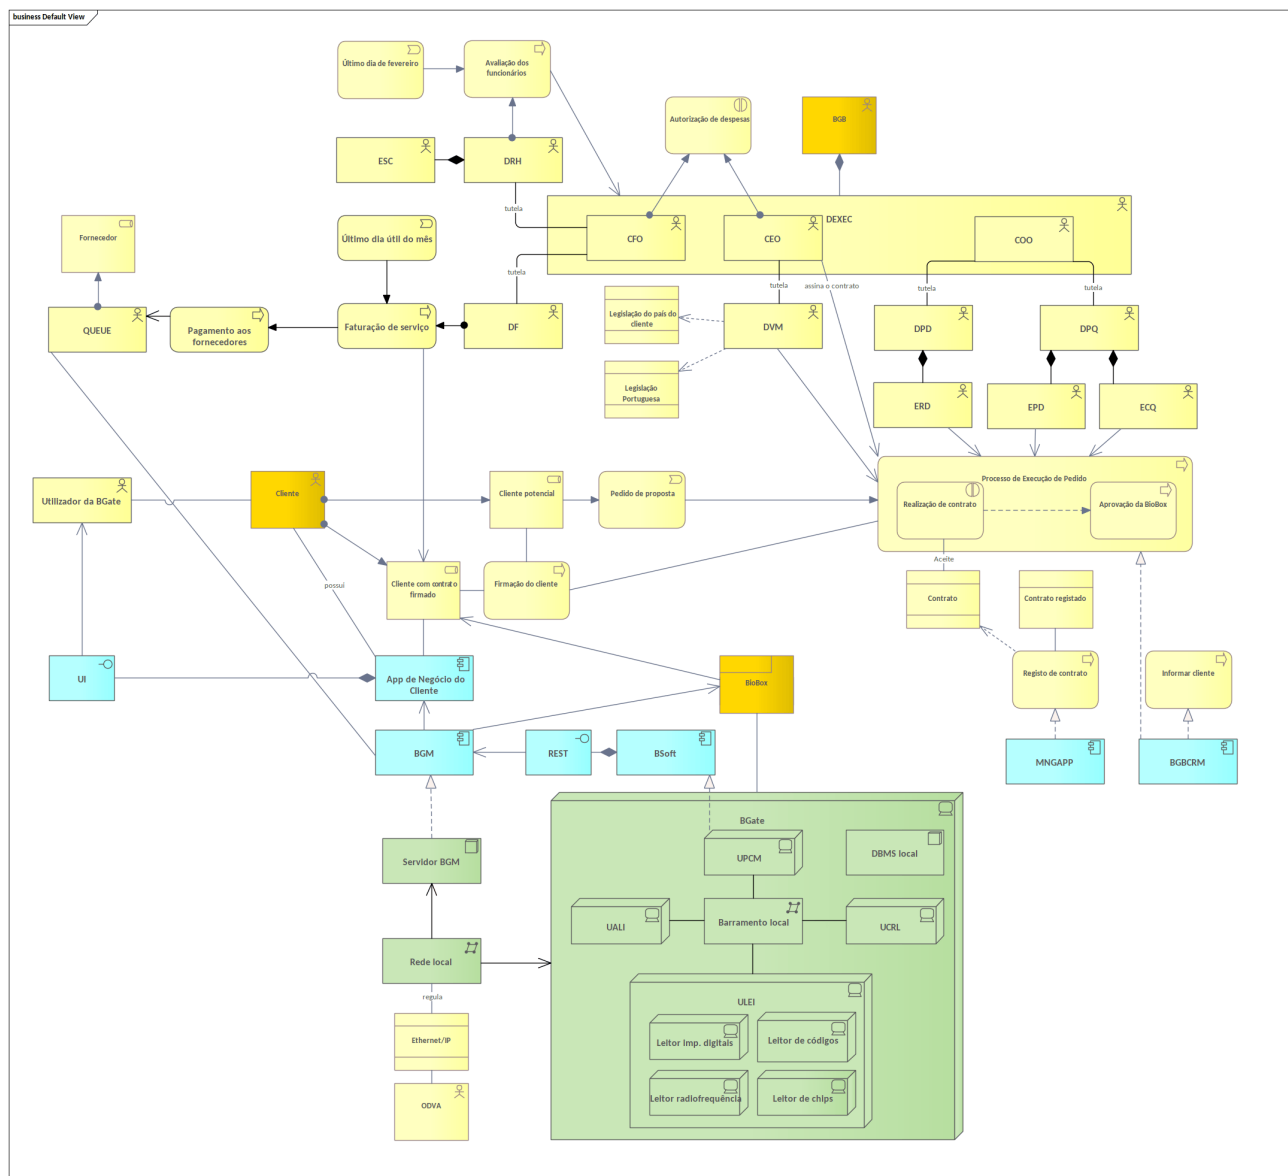 business Default View
Último dia de fevereiro
Avaliação dos
funcionários
Autorização de despesas
BGB
ESC
DRH
tutela
DEXEC
CFO
CEO
COO
Fornecedor
Último dia útil do mês
tutela
tutela
assina o contrato
tutela
tutela
Legislação do país do
cliente
QUEUE
Pagamento aos
fornecedores
Faturação de serviço
DF
DVM
DPD
DPQ
Legislação
Portuguesa
ERD
EPD
ECQ
Processo de Execução de Pedido
Utilizador da BGate
Cliente
Cliente potencial
Pedido de proposta
Realização de contrato
Aprovação da BioBox
Aceite
possui
Cliente com contrato
firmado
Firmação do cliente
Contrato
Contrato registado
UI
App de Negócio do
Cliente
BioBox
Registo de contrato
Informar cliente
BGM
REST
BSoft
MNGAPP
BGBCRM
BGate
Servidor BGM
UPCM
DBMS local
UALI
Barramento local
UCRL
Rede local
regula
ULEI
Ethernet/IP
Leitor imp. digitais
Leitor de códigos
Leitor radiofrequência
Leitor de chips
ODVA